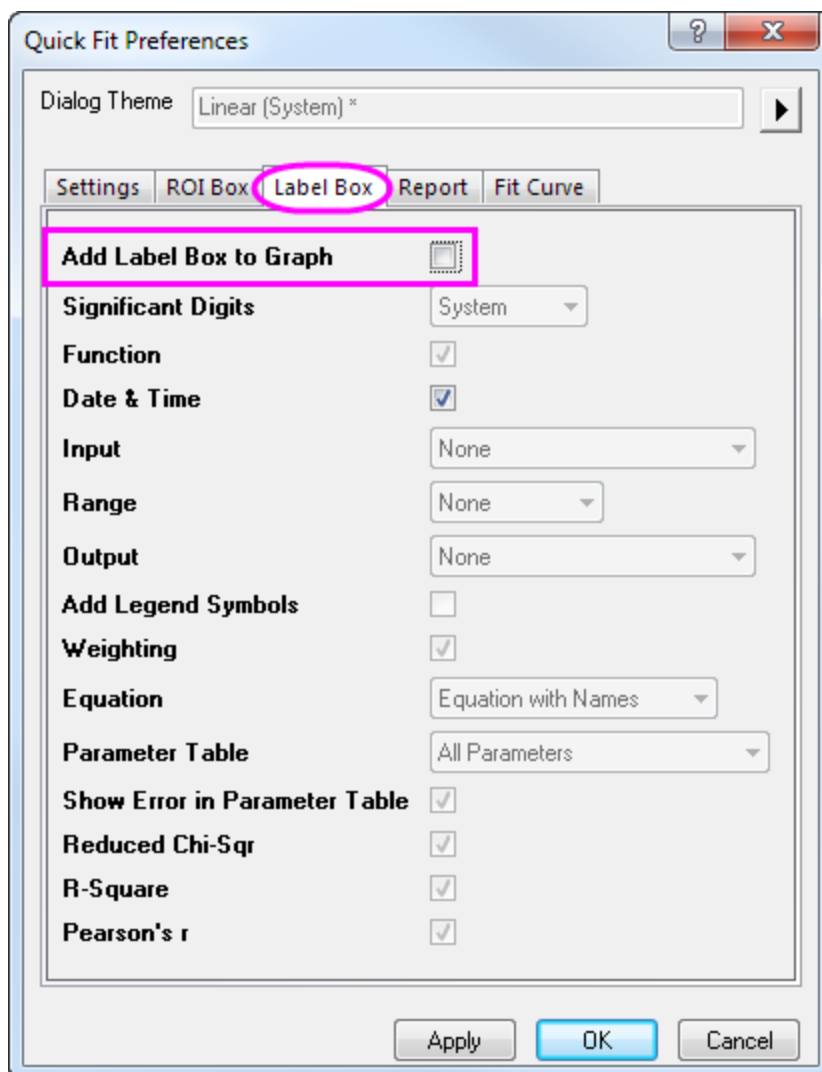 Quick Fit Preferences
Dialog Theme Linear (System) *
Settings ROI Box Label Box Report Fit Curve
Add Label Box to Graph
Significant Digits System
Function
Date & Time
Input None
Range None
Output None
Add Legend Symbols
Weighting
Equation Equation with Names
Parameter Table All Parameters
Show Error in Parameter Table
Reduced Chi-Sqr
R-Square
Pearson's r
Apply OK Cancel